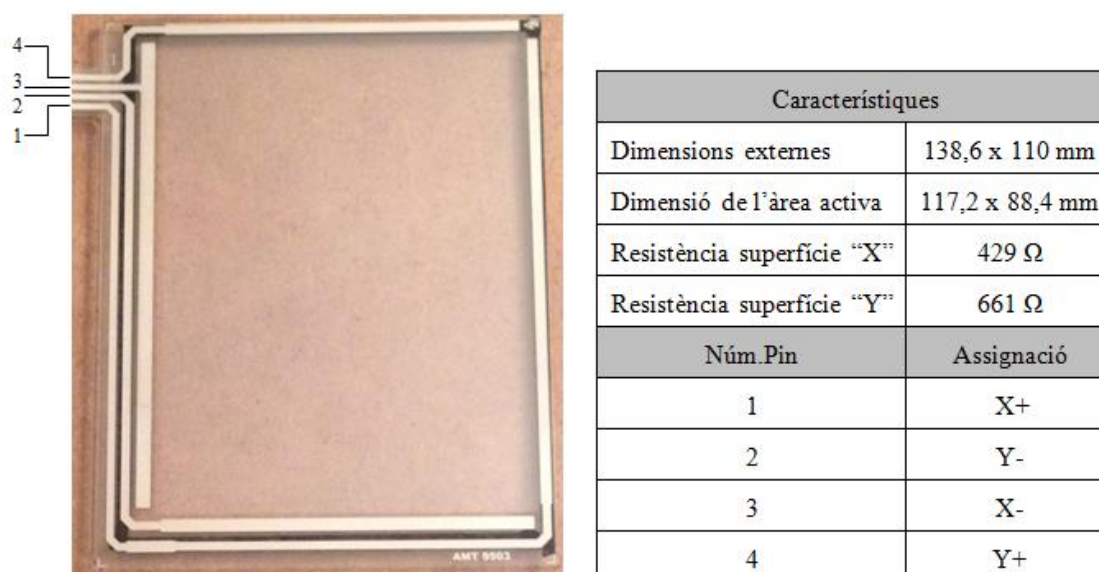 4
3
2
1
AMT 9503
Característiques
Dimensions externes 138,6 x 110 mm
Dimensió de l’àrea activa 117,2 x 88,4 mm
Resistència superfície “X” 429 Ω
Resistència superfície “Y” 661 Ω
Núm.Pin Assignació
1 X+
2 Y-
3 X-
4 Y+